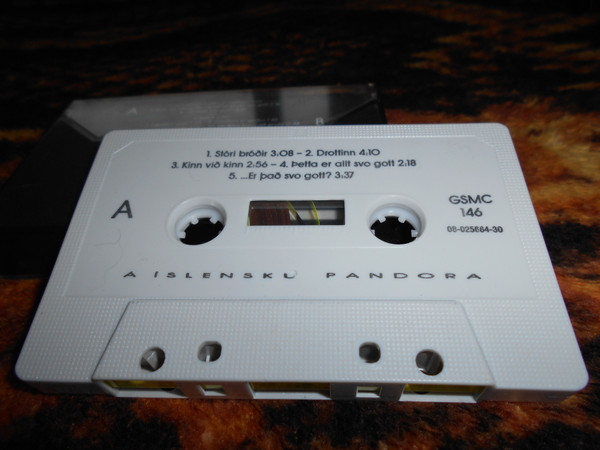 1. Stóri bróðir 3:08 – 2. Drottinn 4:10
3. Kinn við kinn 2:56 – 4. Þetta er allt svo gott 2:18
5. ...Er það svo gott? 3:37
A
GSMC
146
00-025664-30
A ÍSLENSKU PANDORA